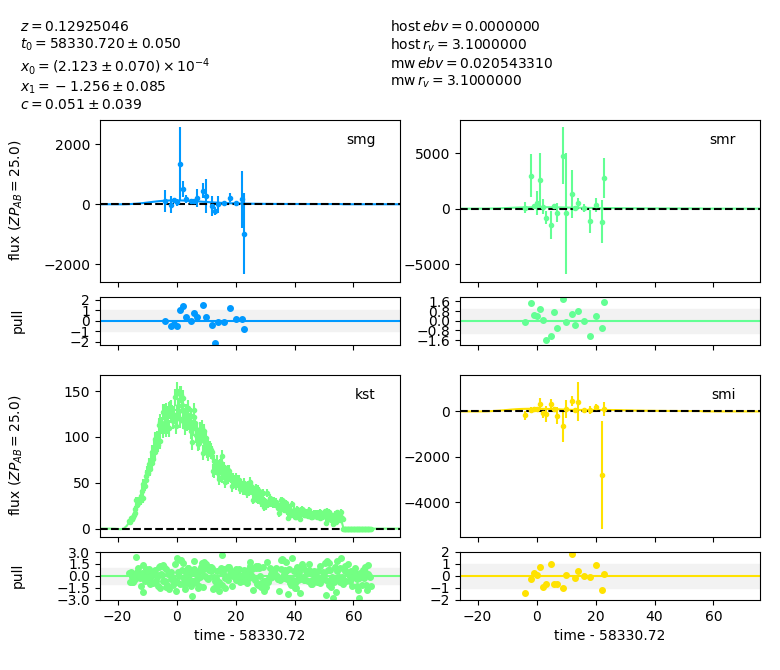 z = 0.12925046
t₀ = 58330.720 ± 0.050
x₀ = (2.123 ± 0.070) × 10⁻⁴
x₁ = −1.256 ± 0.085
c = 0.051 ± 0.039
host ebv = 0.0000000
host r_v = 3.1000000
mw ebv = 0.020543310
mw r_v = 3.1000000
smg
flux (ZP_AB = 25.0)
2000
0
−2000
smr
5000
0
−5000
pull
2
1
0
−1
−2
1.6
0.8
0.0
−0.8
−1.6
kst
flux (ZP_AB = 25.0)
150
100
50
0
smi
0
−2000
−4000
pull
3.0
1.5
0.0
−1.5
−3.0
2
1
0
−1
−2
−20 0 20 40 60
−20 0 20 40 60
time - 58330.72
time - 58330.72